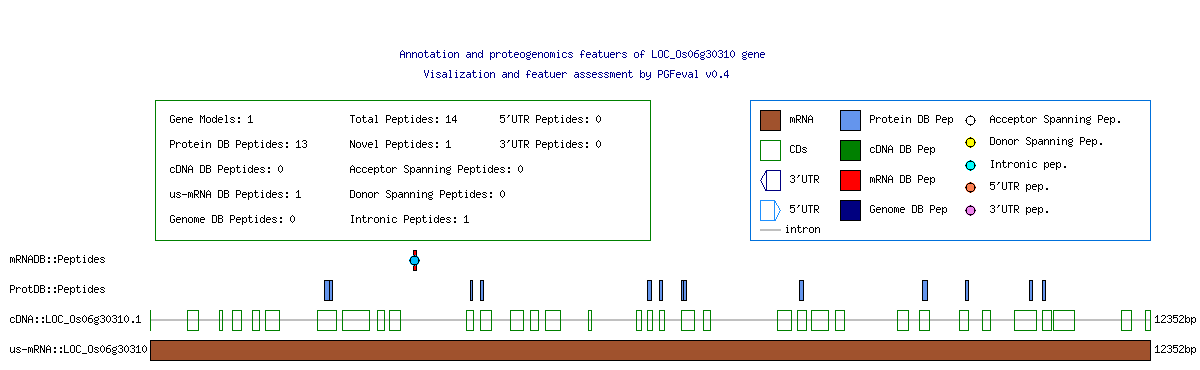 Annotation and proteogenomics featuers of LOC_Os06g30310 gene
Visalization and featuer assessment by PGFeval v0.4
Gene Models: 1 Total Peptides: 14 5'UTR Peptides: 0
Protein DB Peptides: 13 Novel Peptides: 1 3'UTR Peptides: 0
cDNA DB Peptides: 0 Acceptor Spanning Peptides: 0
us-mRNA DB Peptides: 1 Donor Spanning Peptides: 0
Genome DB Peptides: 0 Intronic Peptides: 1
mRNA Protein DB Pep Acceptor Spanning Pep.
CDs cDNA DB Pep Donor Spanning Pep.
Intronic pep.
3'UTR mRNA DB Pep 5'UTR pep.
5'UTR Genome DB Pep 3'UTR pep.
intron
mRNADB::Peptides
ProtDB::Peptides
cDNA::LOC_Os06g30310.1 12352bp
us-mRNA::LOC_Os06g30310 12352bp